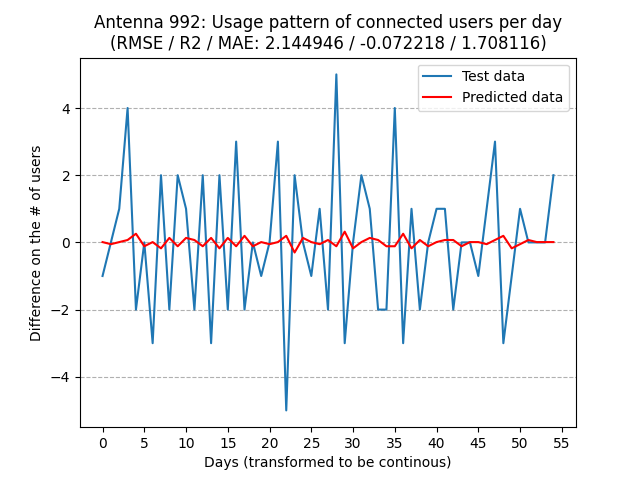 Antenna 992: Usage pattern of connected users per day
(RMSE / R2 / MAE: 2.144946 / -0.072218 / 1.708116)
Test data
Predicted data
Difference on the # of users
4
2
0
−2
−4
0 5 10 15 20 25 30 35 40 45 50 55
Days (transformed to be continous)